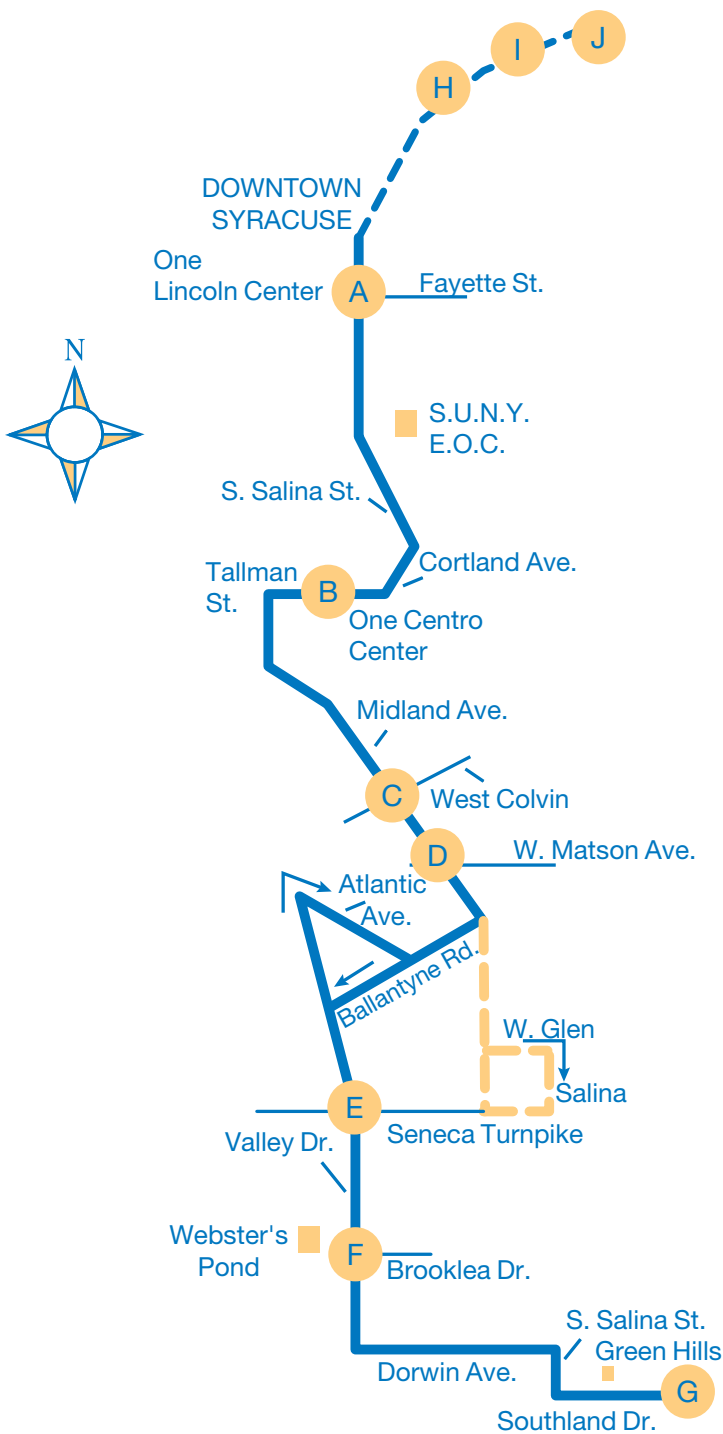 J
I
H
DOWNTOWN
SYRACUSE
One
Lincoln Center
A
Fayette St.
N
S.U.N.Y.
E.O.C.
S. Salina St.
Cortland Ave.
Tallman
St.
B
One Centro
Center
Midland Ave.
C
West Colvin
D
W. Matson Ave.
Atlantic
Ave.
Ballantyne Rd.
W. Glen
Salina
E
Seneca Turnpike
Valley Dr.
Webster's
Pond
F
Brooklea Dr.
S. Salina St.
Green Hills
Dorwin Ave.
G
Southland Dr.